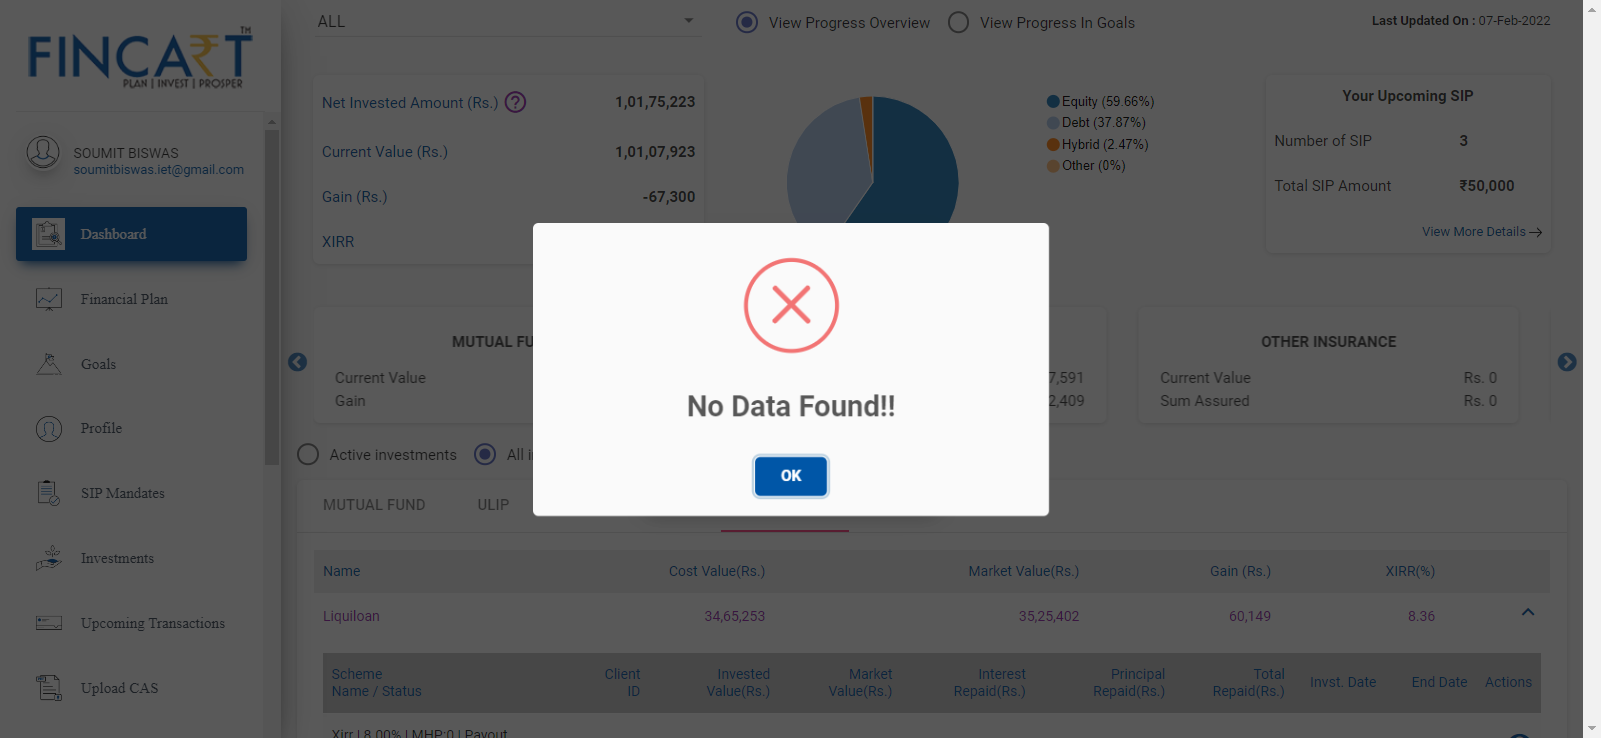 FINCART
TM
PLAN | INVEST | PROSPER
SOUMIT BISWAS
soumitbiswas.iet@gmail.com
Dashboard
Financial Plan
Goals
Profile
SIP Mandates
Investments
Upcoming Transactions
Upload CAS
ALL
View Progress Overview
View Progress In Goals
Last Updated On : 07-Feb-2022
Net Invested Amount (Rs.) ? 1,01,75,223
Current Value (Rs.) 1,01,07,923
Gain (Rs.) -67,300
XIRR
Equity (59.66%)
Debt (37.87%)
Hybrid (2.47%)
Other (0%)
Your Upcoming SIP
Number of SIP 3
Total SIP Amount ₹50,000
View More Details
No Data Found!!
OK
MUTUAL FU
Current Value
Gain
7,591
2,409
OTHER INSURANCE
Current Value Rs. 0
Sum Assured Rs. 0
Active investments
All i
MUTUAL FUND ULIP
Name Cost Value(Rs.) Market Value(Rs.) Gain (Rs.) XIRR(%)
Liquiloan 34,65,253 35,25,402 60,149 8.36
Scheme Client Invested Market Interest Principal Total Invst. Date End Date Actions
Name / Status ID Value(Rs.) Value(Rs.) Repaid(Rs.) Repaid(Rs.) Repaid(Rs.)
Xirr | 8.00% | MHP:0 | Payout